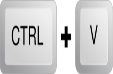 CTRL + V